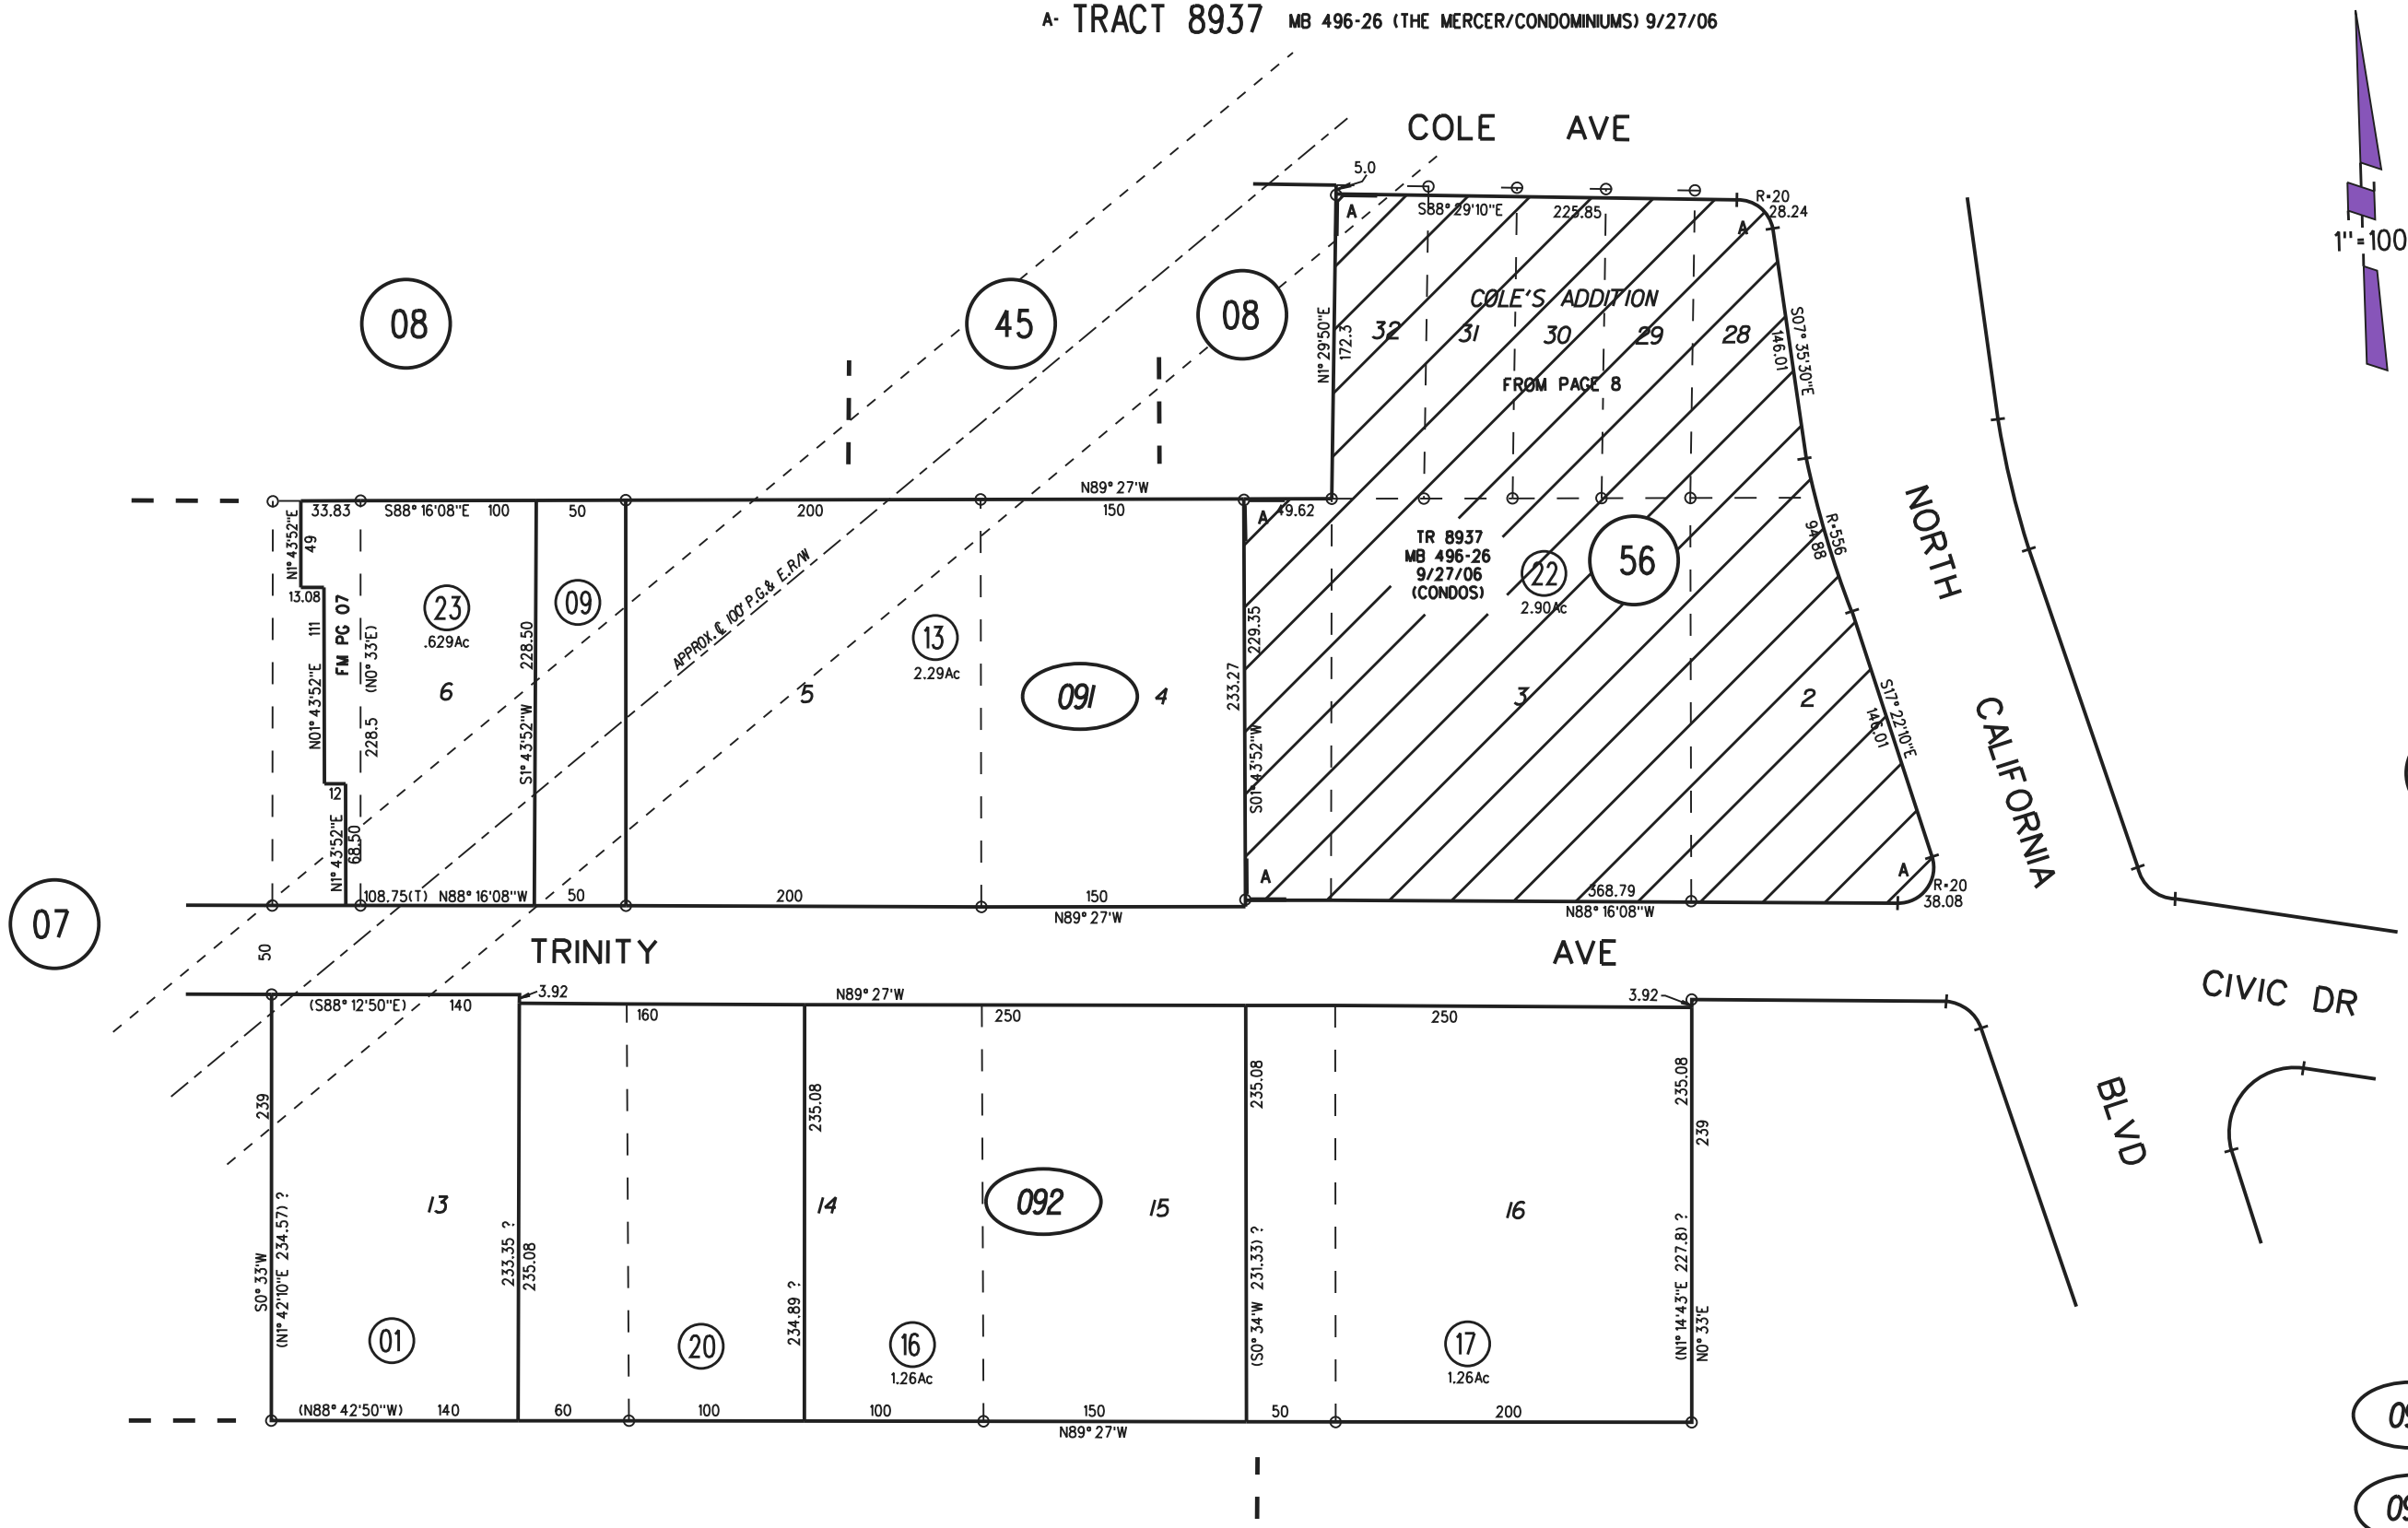 A- TRACT 8937 MB 496-26 (THE MERCER/CONDOMINIUMS) 9/27/06
COLE AVE
1"=100
5.0
R=20
28.24
A
S88° 29'10"E 225.85
A
08
45
08
COLE'S ADDITION
32 31 30 29 28
FROM PAGE 8
N1° 29'50"E
172.3
S07° 35'30"E
146.01
N89° 27'W
33.83 S88° 16'08"E 100 50 200 150 A 49.62
N1° 43'52"E
49
13.08
111
N01° 43'52"E
FM PC 07
(N0° 33'E)
228.5
12
N1° 43'52"E
68.50
23
.629Ac
6
228.50
S1° 43'52"W
09
APPROX. ℄ 100' P.G.& E.R/W
5
13
2.29Ac
091
4
229.35
233.27
S01° 43'52"W
TR 8937
MB 496-26
9/27/06
(CONDOS)
22
2.90Ac
56
3
2
R=556
94.88
S17° 22'10"E
146.01
NORTH
CALIFORNIA
BLVD
A
A
R=20
38.08
108.75(T) N88° 16'08"W 50 200 150
N89° 27'W
368.79
N88° 16'08"W
07
50
TRINITY AVE
CIVIC DR
(S88° 12'50"E) 140
3.92
N89° 27'W
3.92
160
250
250
239
235.08
235.08
235.08
239
13
14
092
15
16
S0° 33'W
(N1° 42'10"E 234.57) ?
233.35 ?
235.08
234.89 ?
(S0° 34'W 231.33) ?
(N1° 14'43"E 227.8) ?
N0° 33'E
01
20
16
1.26Ac
17
1.26Ac
(N88° 42'50"W) 140 60 100 100 150 50 200
N89° 27'W